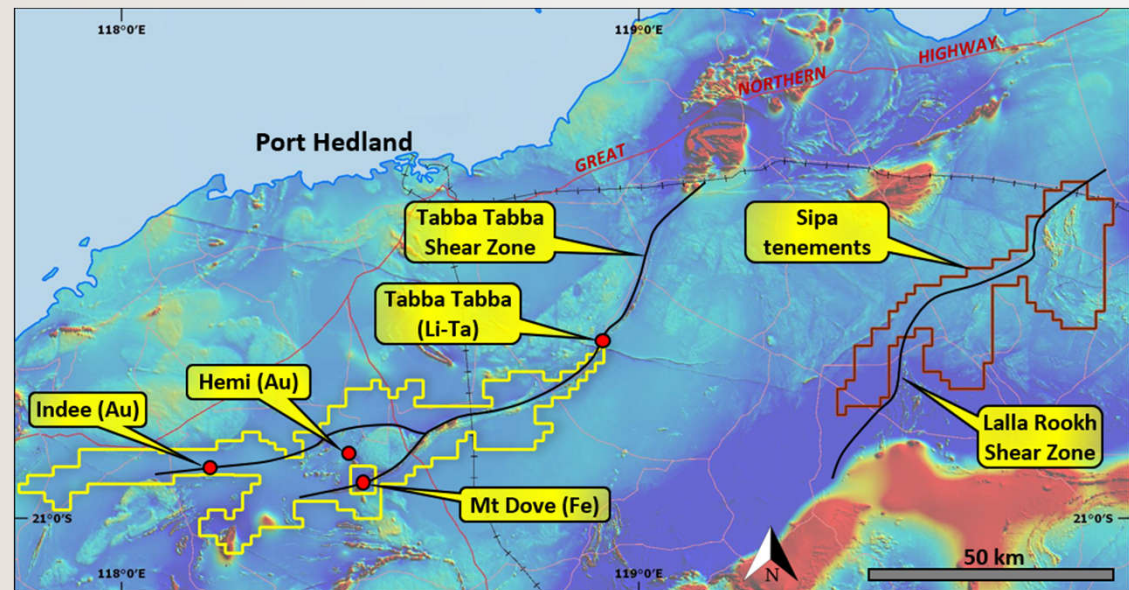 118°0'E
119°0'E
HIGHWAY
NORTHERN
GREAT
Port Hedland
Tabba Tabba
Shear Zone
Sipa
tenements
Tabba Tabba
(Li-Ta)
Hemi (Au)
Indee (Au)
Lalla Rookh
Shear Zone
Mt Dove (Fe)
21°0'S
21°0'S
50 km
N
118°0'E
119°0'E